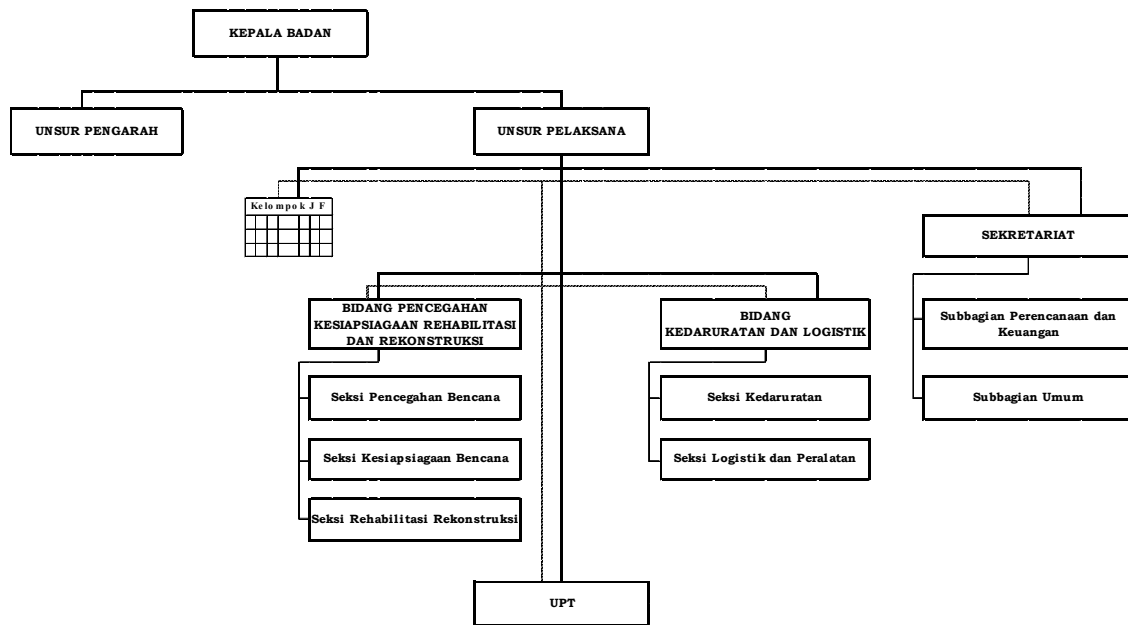 KEPALA BADAN
UNSUR PENGARAH
UNSUR PELAKSANA
Kelompok J F
SEKRETARIAT
BIDANG PENCEGAHAN
KESIAPSIAGAAN REHABILITASI
DAN REKONSTRUKSI
BIDANG
KEDARURATAN DAN LOGISTIK
Subbagian Perencanaan dan
Keuangan
Seksi Pencegahan Bencana
Seksi Kedaruratan
Subbagian Umum
Seksi Kesiapsiagaan Bencana
Seksi Logistik dan Peralatan
Seksi Rehabilitasi Rekonstruksi
UPT